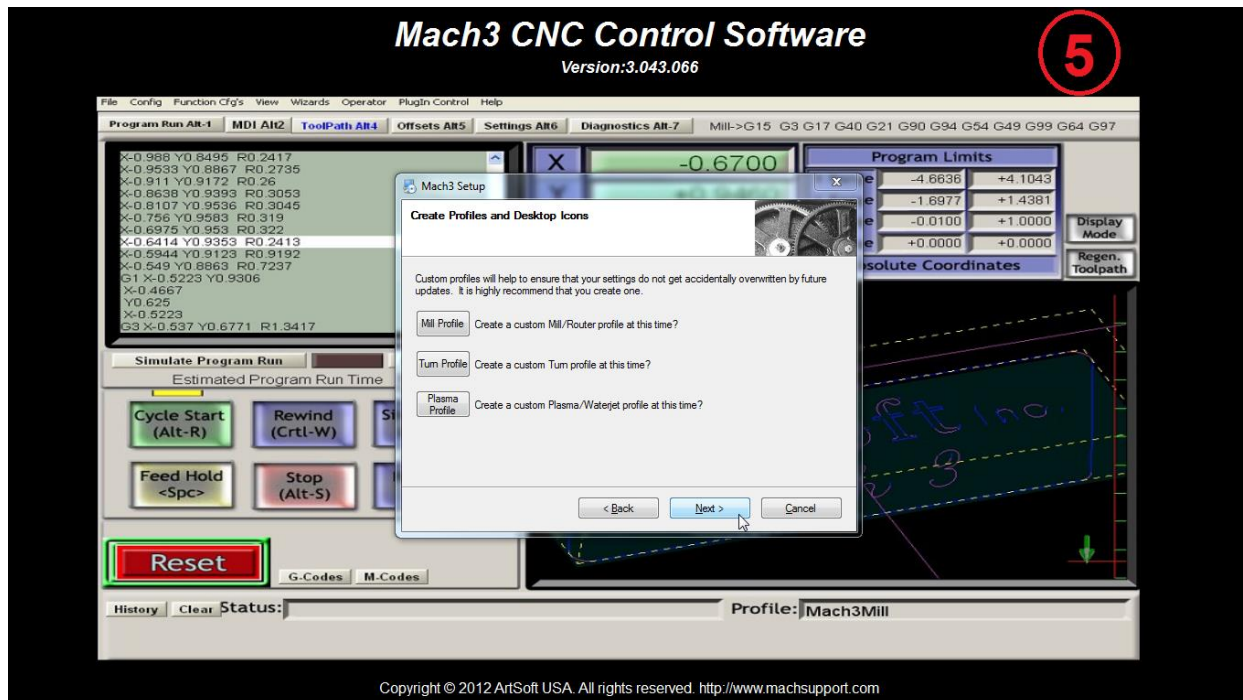 Mach3 CNC Control Software
Version:3.043.066
5
File Config Function Cfg's View Wizards Operator PlugIn Control Help
Program Run Alt-1 MDI Alt2 ToolPath Alt4 Offsets Alt5 Settings Alt6 Diagnostics Alt-7 Mill->G15 G3 G17 G40 G21 G90 G94 G54 G49 G99 G64 G97
X-0.988 Y0.8495 R0.2417
X-0.9533 Y0.8867 R0.2735
X-0.911 Y0.9172 R0.26
X-0.8638 Y0.9393 R0.3053
X-0.8107 Y0.9536 R0.3045
X-0.756 Y0.9583 R0.319
X-0.6975 Y0.953 R0.322
X-0.6414 Y0.9353 R0.2413
X-0.5944 Y0.9123 R0.9192
X-0.549 Y0.8863 R0.7237
G1 X-0.5223 Y0.9306
X-0.4667
Y0.625
X-0.5223
G3 X-0.537 Y0.6771 R1.3417
X -0.6700
Program Limits
-4.6636 +4.1043
-1.6977 +1.4381
-0.0100 +1.0000
+0.0000 +0.0000
Display
Mode
Regen.
Toolpath
Mach3 Setup
Create Profiles and Desktop Icons
Custom profiles will help to ensure that your settings do not get accidentally overwritten by future
updates. It is highly recommend that you create one.
Mill Profile Create a custom Mill/Router profile at this time?
Turn Profile Create a custom Turn profile at this time?
Plasma
Profile Create a custom Plasma/Waterjet profile at this time?
< Back Next > Cancel
Coordinates
Simulate Program Run
Estimated Program Run Time
Cycle Start
(Alt-R)
Rewind
(Crtl-W)
Feed Hold
<Spc>
Stop
(Alt-S)
Inc.
3
Reset
G-Codes M-Codes
History Clear Status: Profile: Mach3Mill
Copyright © 2012 ArtSoft USA. All rights reserved. http://www.machsupport.com